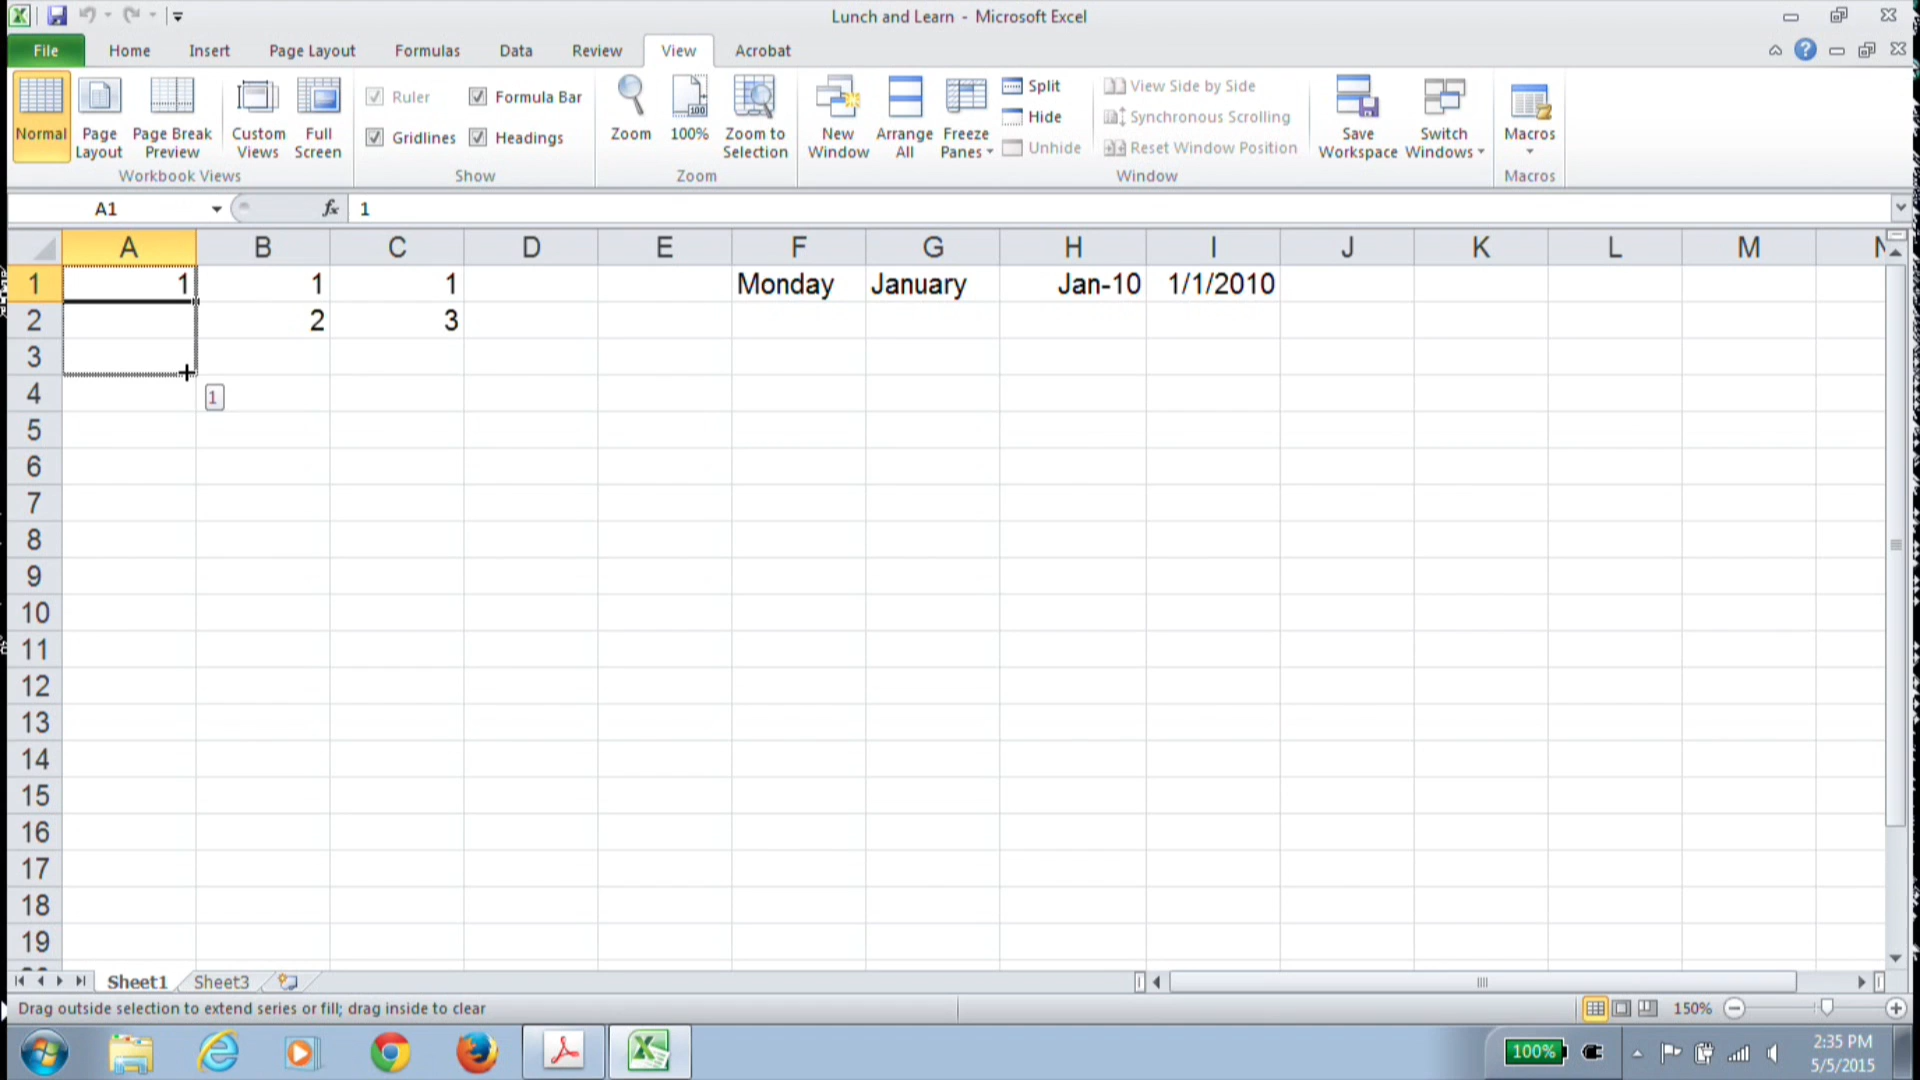 Lunch and Learn - Microsoft Excel
File Home Insert Page Layout Formulas Data Review View Acrobat
Normal
Page Layout
Page Break Preview
Custom Views
Full Screen
Workbook Views
Ruler
Formula Bar
Gridlines
Headings
Show
Zoom
100%
Zoom to Selection
Zoom
New Window
Arrange All
Freeze Panes
Split
Hide
Unhide
View Side by Side
Synchronous Scrolling
Reset Window Position
Save Workspace
Switch Windows
Window
Macros
Macros
A1 fx 1
A B C D E F G H I J K L M
1 1 1 1 Monday January Jan-10 1/1/2010
2 2 3
3
4 1
5
6
7
8
9
10
11
12
13
14
15
16
17
18
19
Sheet1 Sheet3
Drag outside selection to extend series or fill; drag inside to clear
150%
100%
2:35 PM
5/5/2015